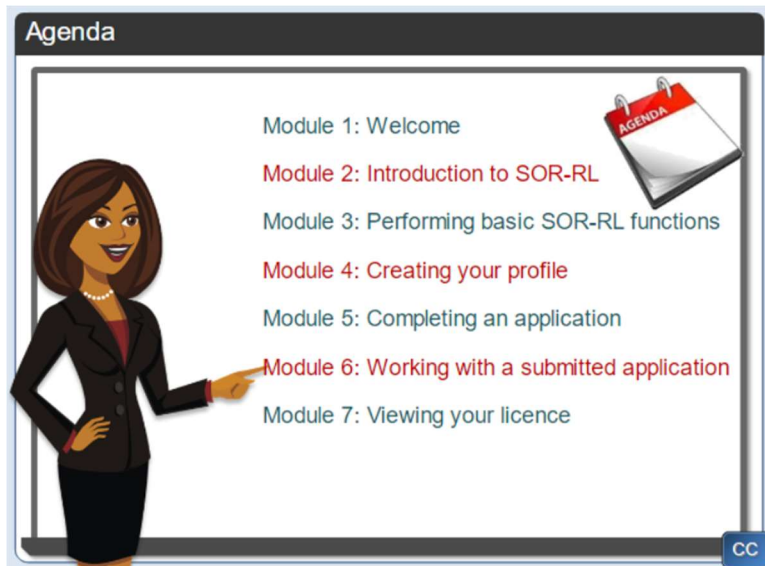 Agenda
AGENDA
Module 1: Welcome
Module 2: Introduction to SOR-RL
Module 3: Performing basic SOR-RL functions
Module 4: Creating your profile
Module 5: Completing an application
Module 6: Working with a submitted application
Module 7: Viewing your licence
CC